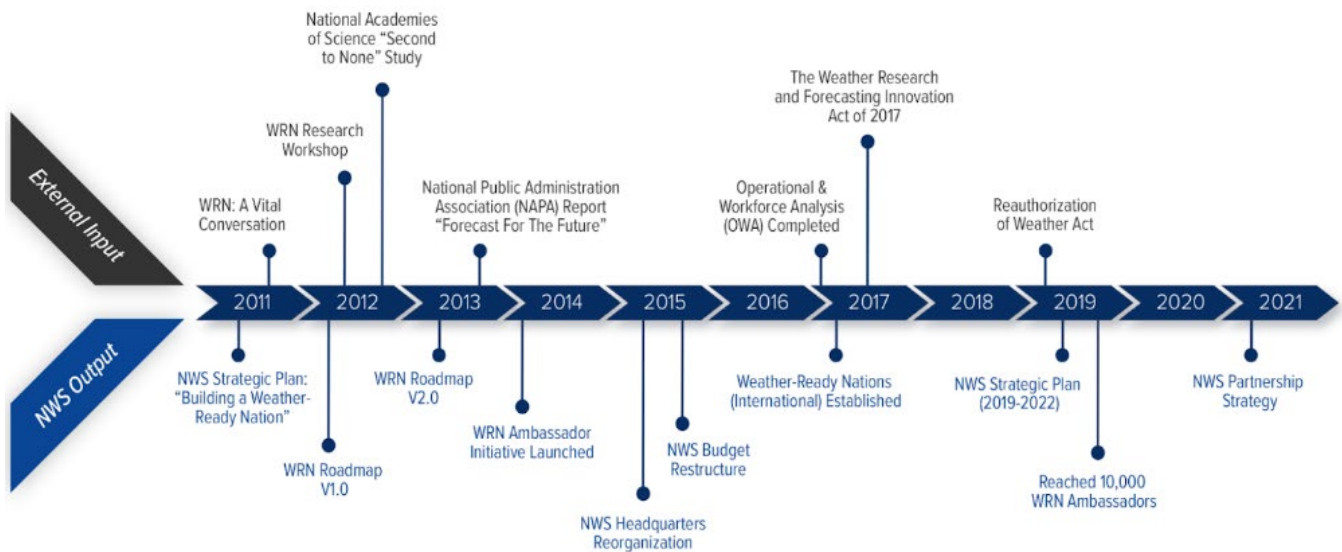 National Academies
of Science “Second
to None” Study
The Weather Research
and Forecasting Innovation
Act of 2017
WRN Research
Workshop
External Input
WRN: A Vital
Conversation
National Public Administration
Association (NAPA) Report
“Forecast For The Future”
Operational &
Workforce Analysis
(OWA) Completed
Reauthorization
of Weather Act
2011
2012
2013
2014
2015
2016
2017
2018
2019
2020
2021
NWS Output
NWS Strategic Plan:
“Building a Weather-
Ready Nation”
WRN Roadmap
V1.0
WRN Roadmap
V2.0
WRN Ambassador
Initiative Launched
NWS Headquarters
Reorganization
NWS Budget
Restructure
Weather-Ready Nations
(International) Established
NWS Strategic Plan
(2019-2022)
Reached 10,000
WRN Ambassadors
NWS Partnership
Strategy